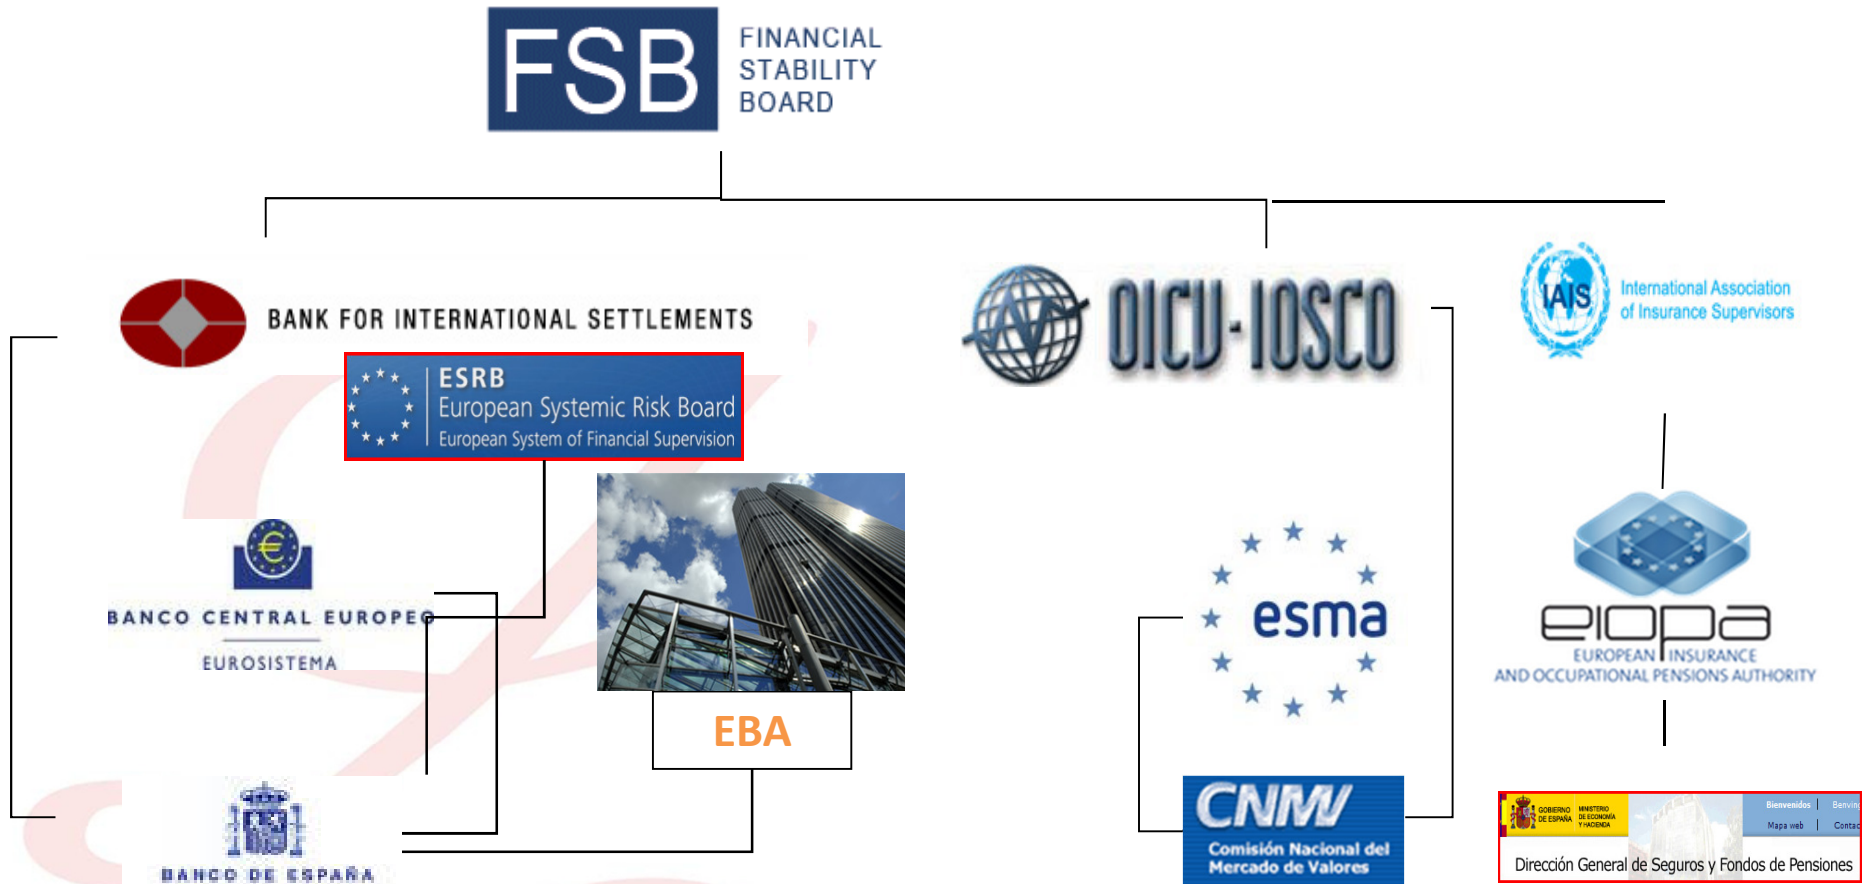 FSB
FINANCIAL
STABILITY
BOARD
BANK FOR INTERNATIONAL SETTLEMENTS
ESRB
European Systemic Risk Board
European System of Financial Supervision
OICU-IOSCO
IAIS
International Association
of Insurance Supervisors
BANCO CENTRAL EUROPEO
EUROSISTEMA
EBA
esma
eiopa
EUROPEAN INSURANCE
AND OCCUPATIONAL PENSIONS AUTHORITY
BANCO DE ESPAÑA
CNMV
Comisión Nacional del
Mercado de Valores
GOBIERNO
DE ESPAÑA
MINISTERIO
DE ECONOMÍA
Y HACIENDA
Bienvenidos
Benving
Mapa web
Contac
Dirección General de Seguros y Fondos de Pensiones